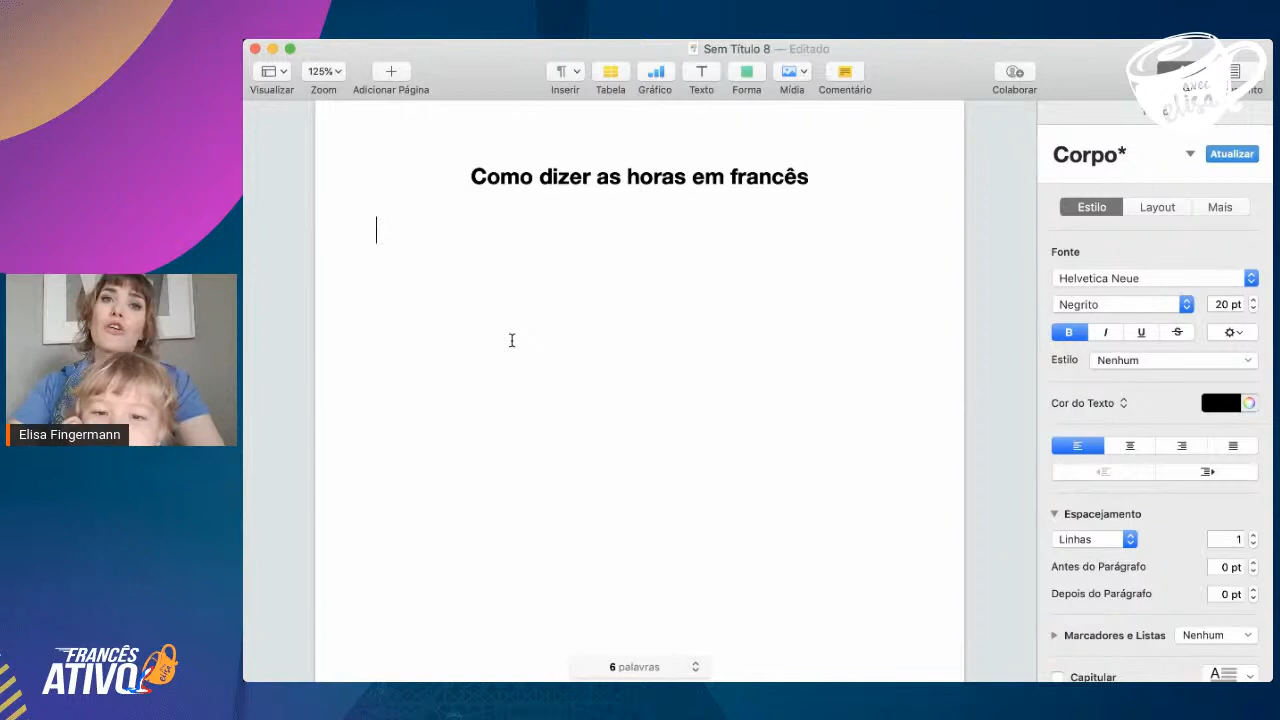 Sem Título 8 — Editado
125%
Visualizar
Zoom
Adicionar Página
Inserir
Tabela
Gráfico
Texto
Forma
Mídia
Comentário
Colaborar
elisa
Como dizer as horas em francês
Corpo*
Atualizar
Estilo
Layout
Mais
Fonte
Helvetica Neue
Negrito
20 pt
B I U S
Estilo
Nenhum
Cor do Texto
Espacejamento
Linhas
1
Antes do Parágrafo
0 pt
Depois do Parágrafo
0 pt
Marcadores e Listas
Nenhum
Capitular
A
6 palavras
Elisa Fingermann
FRANCÊS
ATIVO